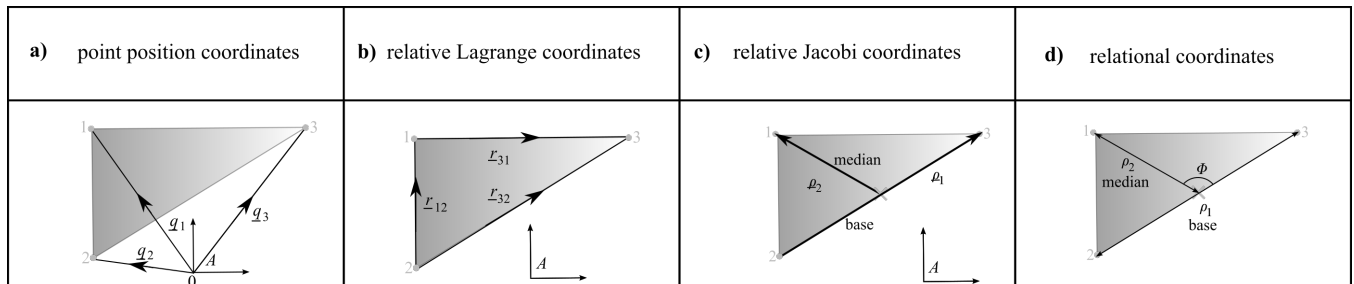 a) point position coordinates
b) relative Lagrange coordinates
c) relative Jacobi coordinates
d) relational coordinates
1
3
2
q1
q2
q3
A
0
1
3
2
r31
r12
r32
A
1
3
2
median
ρ2
ρ1
base
A
1
3
2
ρ2
median
Φ
ρ1
base